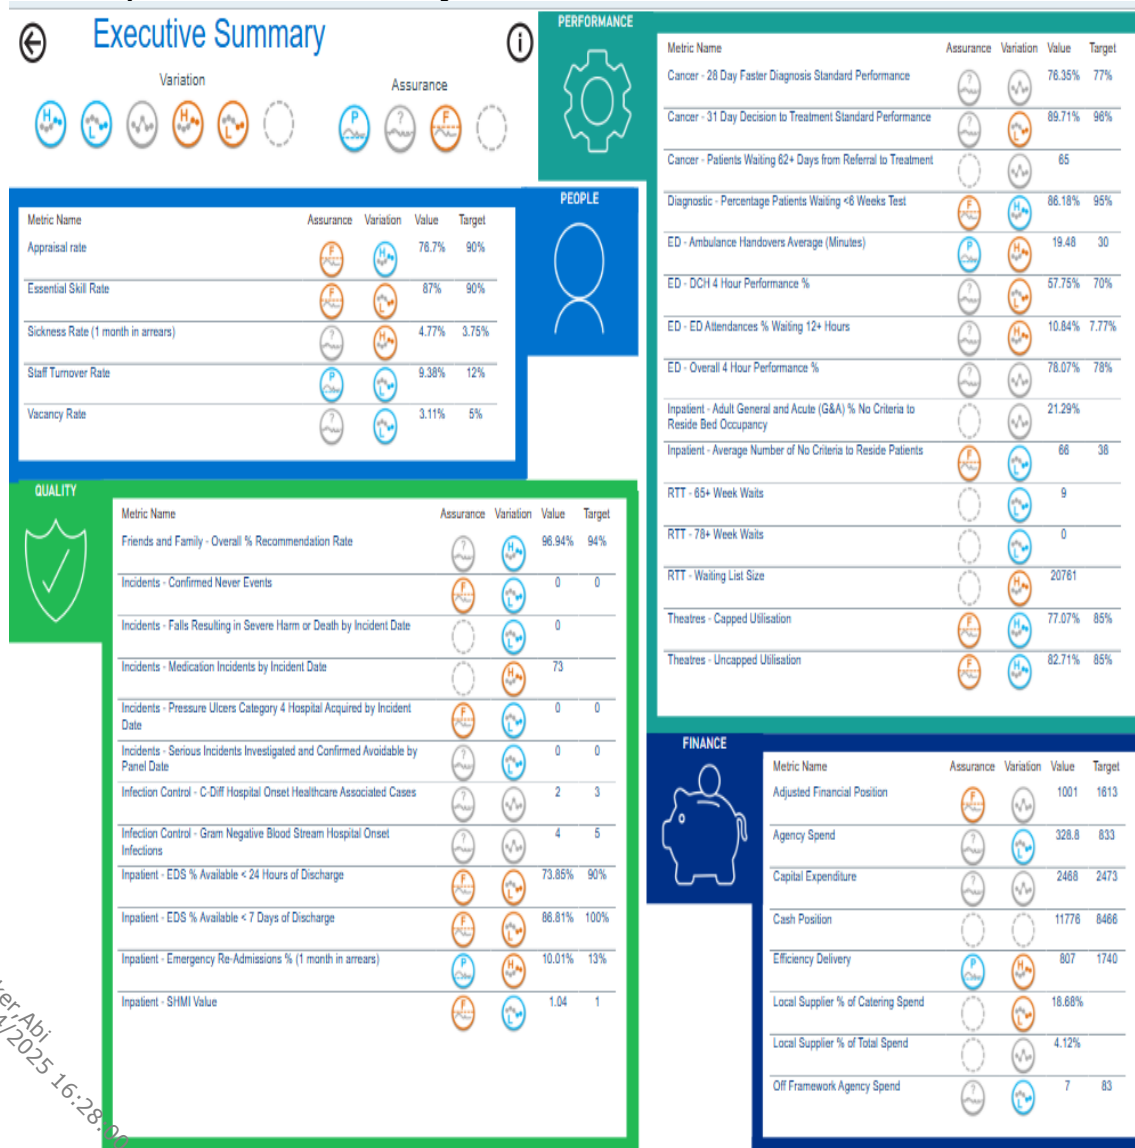 Executive Summary
Variation
Assurance
PEOPLE
Metric Name Assurance Variation Value Target
Appraisal rate F H 76.7% 90%
Essential Skill Rate F L 87% 90%
Sickness Rate (1 month in arrears) ? H 4.77% 3.75%
Staff Turnover Rate P L 9.38% 12%
Vacancy Rate ? L 3.11% 5%
QUALITY
Metric Name Assurance Variation Value Target
Friends and Family - Overall % Recommendation Rate ? H 96.94% 94%
Incidents - Confirmed Never Events F L 0 0
Incidents - Falls Resulting in Severe Harm or Death by Incident Date L 0
Incidents - Medication Incidents by Incident Date H 73
Incidents - Pressure Ulcers Category 4 Hospital Acquired by Incident F L 0 0
Date
Incidents - Serious Incidents Investigated and Confirmed Avoidable by ? L 0 0
Panel Date
Infection Control - C-Diff Hospital Onset Healthcare Associated Cases ? 2 3
Infection Control - Gram Negative Blood Stream Hospital Onset ? 4 5
Infections
Inpatient - EDS % Available < 24 Hours of Discharge F L 73.85% 90%
Inpatient - EDS % Available < 7 Days of Discharge F L 86.81% 100%
Inpatient - Emergency Re-Admissions % (1 month in arrears) P H 10.01% 13%
Inpatient - SHMI Value F L 1.04 1
PERFORMANCE
Metric Name Assurance Variation Value Target
Cancer - 28 Day Faster Diagnosis Standard Performance ? 76.35% 77%
Cancer - 31 Day Decision to Treatment Standard Performance ? L 89.71% 96%
Cancer - Patients Waiting 62+ Days from Referral to Treatment 65
Diagnostic - Percentage Patients Waiting <6 Weeks Test F H 86.18% 95%
ED - Ambulance Handovers Average (Minutes) P H 19.48 30
ED - DCH 4 Hour Performance % ? L 57.75% 70%
ED - ED Attendances % Waiting 12+ Hours ? H 10.84% 7.77%
ED - Overall 4 Hour Performance % ? 78.07% 78%
Inpatient - Adult General and Acute (G&A) % No Criteria to 21.29%
Reside Bed Occupancy
Inpatient - Average Number of No Criteria to Reside Patients F L 66 38
RTT - 65+ Week Waits L 9
RTT - 78+ Week Waits L 0
RTT - Waiting List Size H 20761
Theatres - Capped Utilisation F H 77.07% 85%
Theatres - Uncapped Utilisation F H 82.71% 85%
FINANCE
Metric Name Assurance Variation Value Target
Adjusted Financial Position F 1001 1613
Agency Spend ? L 328.8 833
Capital Expenditure ? 2468 2473
Cash Position 11776 8466
Efficiency Delivery P H 807 1740
Local Supplier % of Catering Spend L 18.68%
Local Supplier % of Total Spend 4.12%
Off Framework Agency Spend ? L 7 83
Abi
2025 16:28:00